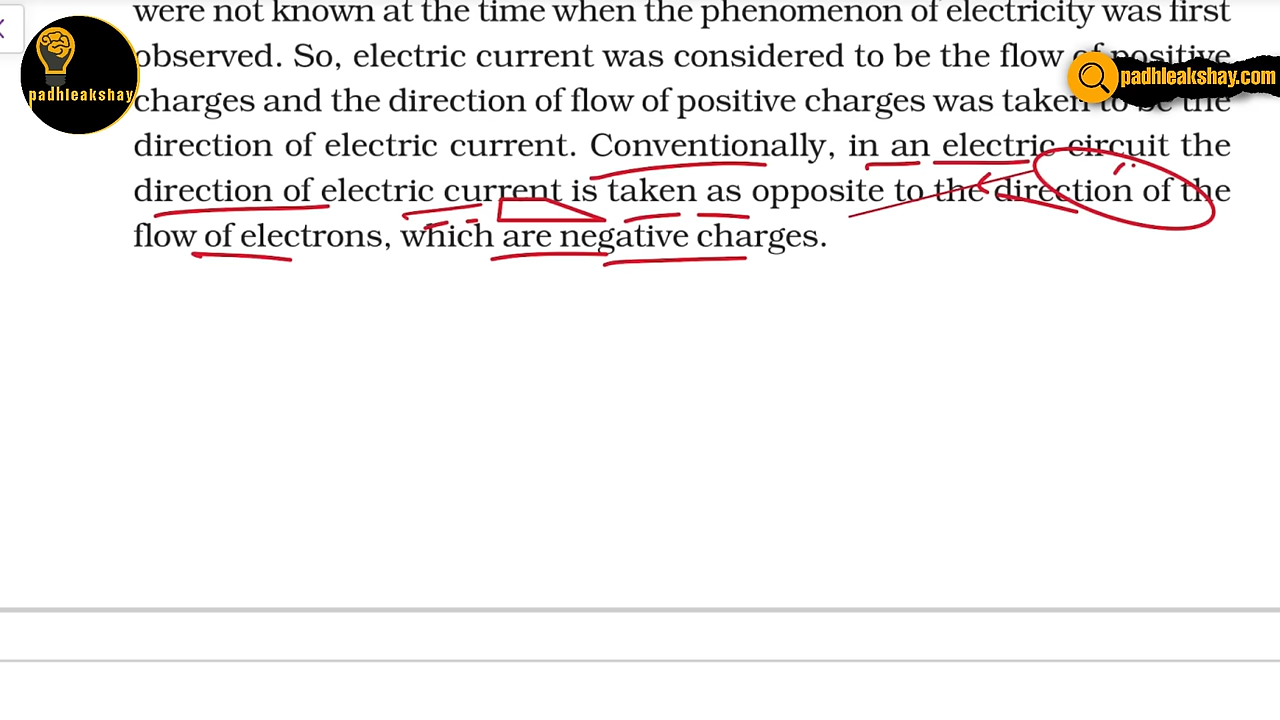 were not known at the time when the phenomenon of electricity was first
observed. So, electric current was considered to be the flow of positive
charges and the direction of flow of positive charges was taken to be the
direction of electric current. Conventionally, in an electric circuit the
direction of electric current is taken as opposite to the direction of the
flow of electrons, which are negative charges.
padhleakshay
padhleakshay.com